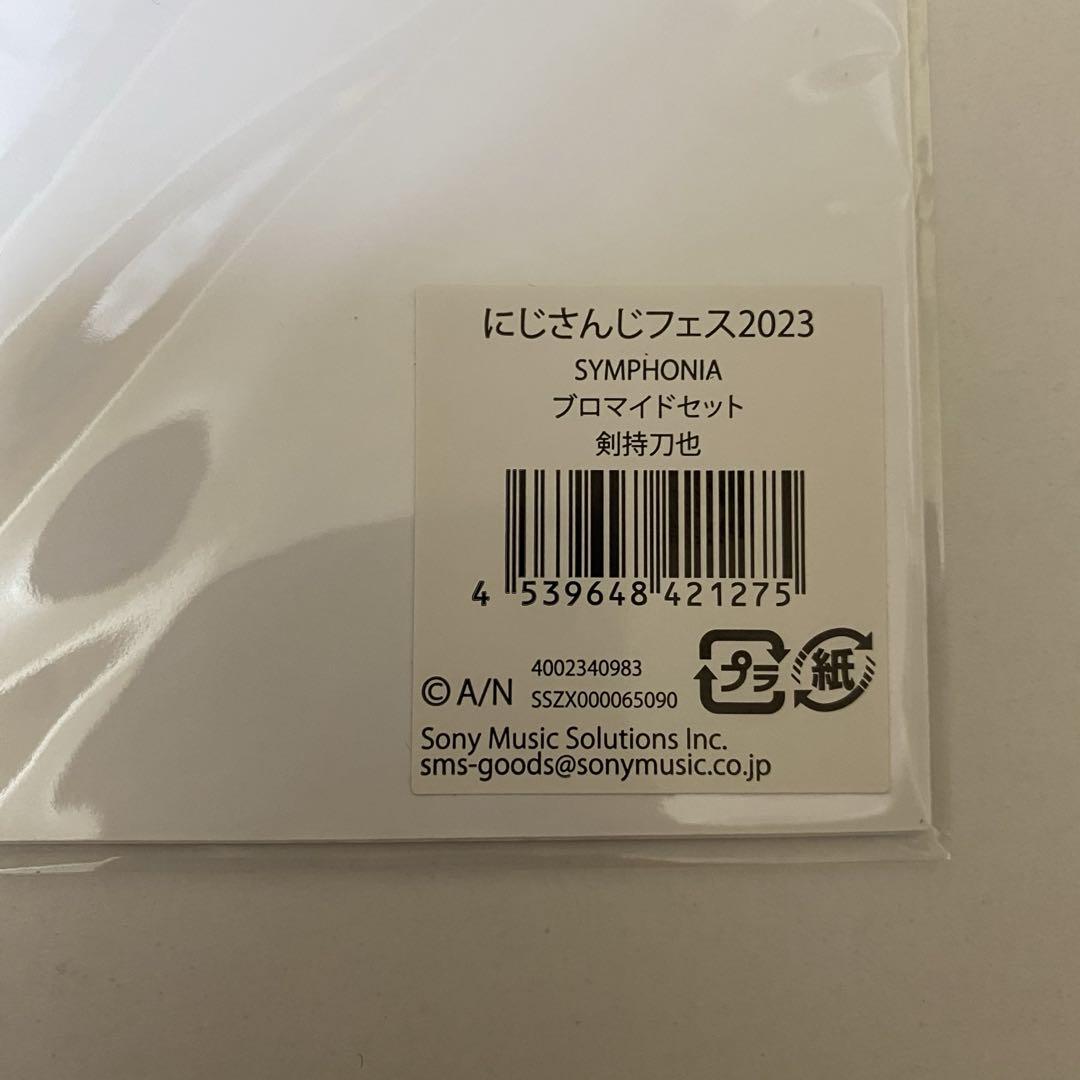 にじさんじフェス2023
SYMPHONIA
ブロマイドセット
剣持刀也
4 539648 421275
4002340983
© A/N SSZX000065090
プラ 紙
Sony Music Solutions Inc.
sms-goods@sonymusic.co.jp